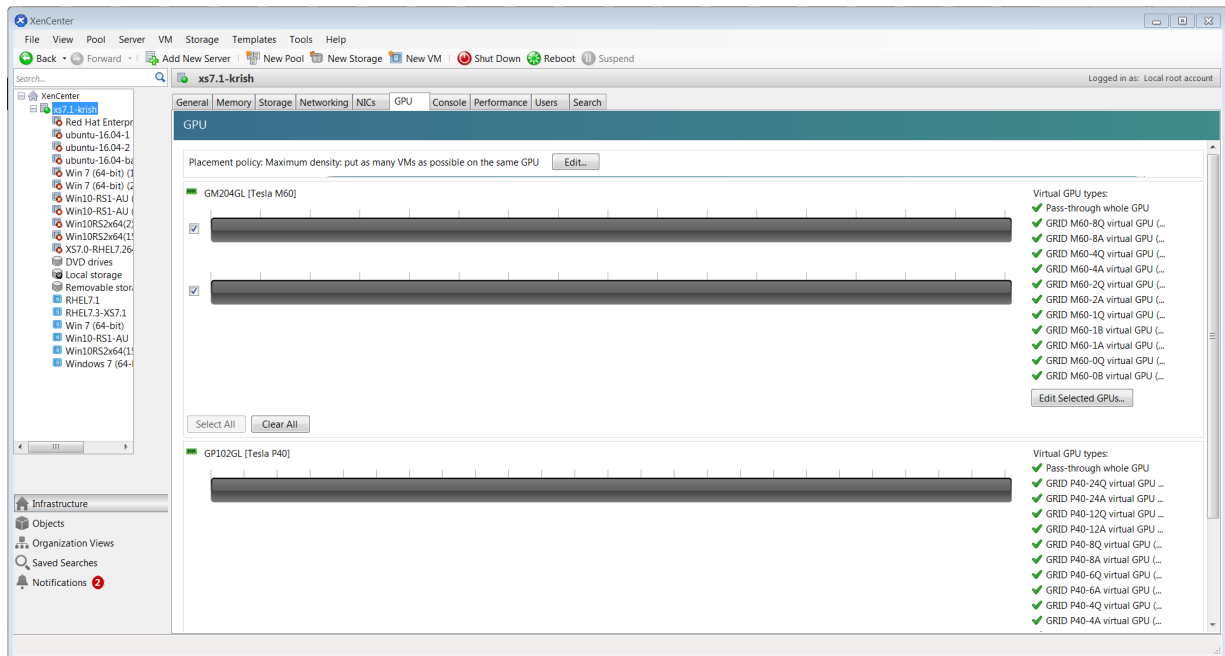 XenCenter
File View Pool Server VM Storage Templates Tools Help
Back Forward Add New Server New Pool New Storage New VM Shut Down Reboot Suspend
Search...
xs7.1-krish
Logged in as: Local root account
XenCenter
xs7.1-krish
Red Hat Enterpr
ubuntu-16.04-1
ubuntu-16.04-2
ubuntu-16.04-ba
Win 7 (64-bit) (1
Win 7 (64-bit) (2
Win10-RS1-AU (
Win10-RS1-AU (
Win10RS2x64(2)
Win10RS2x64(15
XS7.0-RHEL7.264
DVD drives
Local storage
Removable stor
RHEL7.1
RHEL7.3-XS7.1
Win 7 (64-bit)
Win10-RS1-AU
Win10RS2x64(15
Windows 7 (64-
General Memory Storage Networking NICs GPU Console Performance Users Search
GPU
Placement policy: Maximum density: put as many VMs as possible on the same GPU Edit...
GM204GL [Tesla M60]
Virtual GPU types:
Pass-through whole GPU
GRID M60-8Q virtual GPU (...
GRID M60-8A virtual GPU (...
GRID M60-4Q virtual GPU (...
GRID M60-4A virtual GPU (...
GRID M60-2Q virtual GPU (...
GRID M60-2A virtual GPU (...
GRID M60-1Q virtual GPU (...
GRID M60-1B virtual GPU (...
GRID M60-1A virtual GPU (...
GRID M60-0Q virtual GPU (...
GRID M60-0B virtual GPU (...
Edit Selected GPUs...
Select All Clear All
GP102GL [Tesla P40]
Virtual GPU types:
Pass-through whole GPU
GRID P40-24Q virtual GPU ...
GRID P40-24A virtual GPU ...
GRID P40-12Q virtual GPU ...
GRID P40-12A virtual GPU ...
GRID P40-8Q virtual GPU (...
GRID P40-8A virtual GPU (...
GRID P40-6Q virtual GPU (...
GRID P40-6A virtual GPU (...
GRID P40-4Q virtual GPU (...
GRID P40-4A virtual GPU (...
Infrastructure
Objects
Organization Views
Saved Searches
Notifications 2